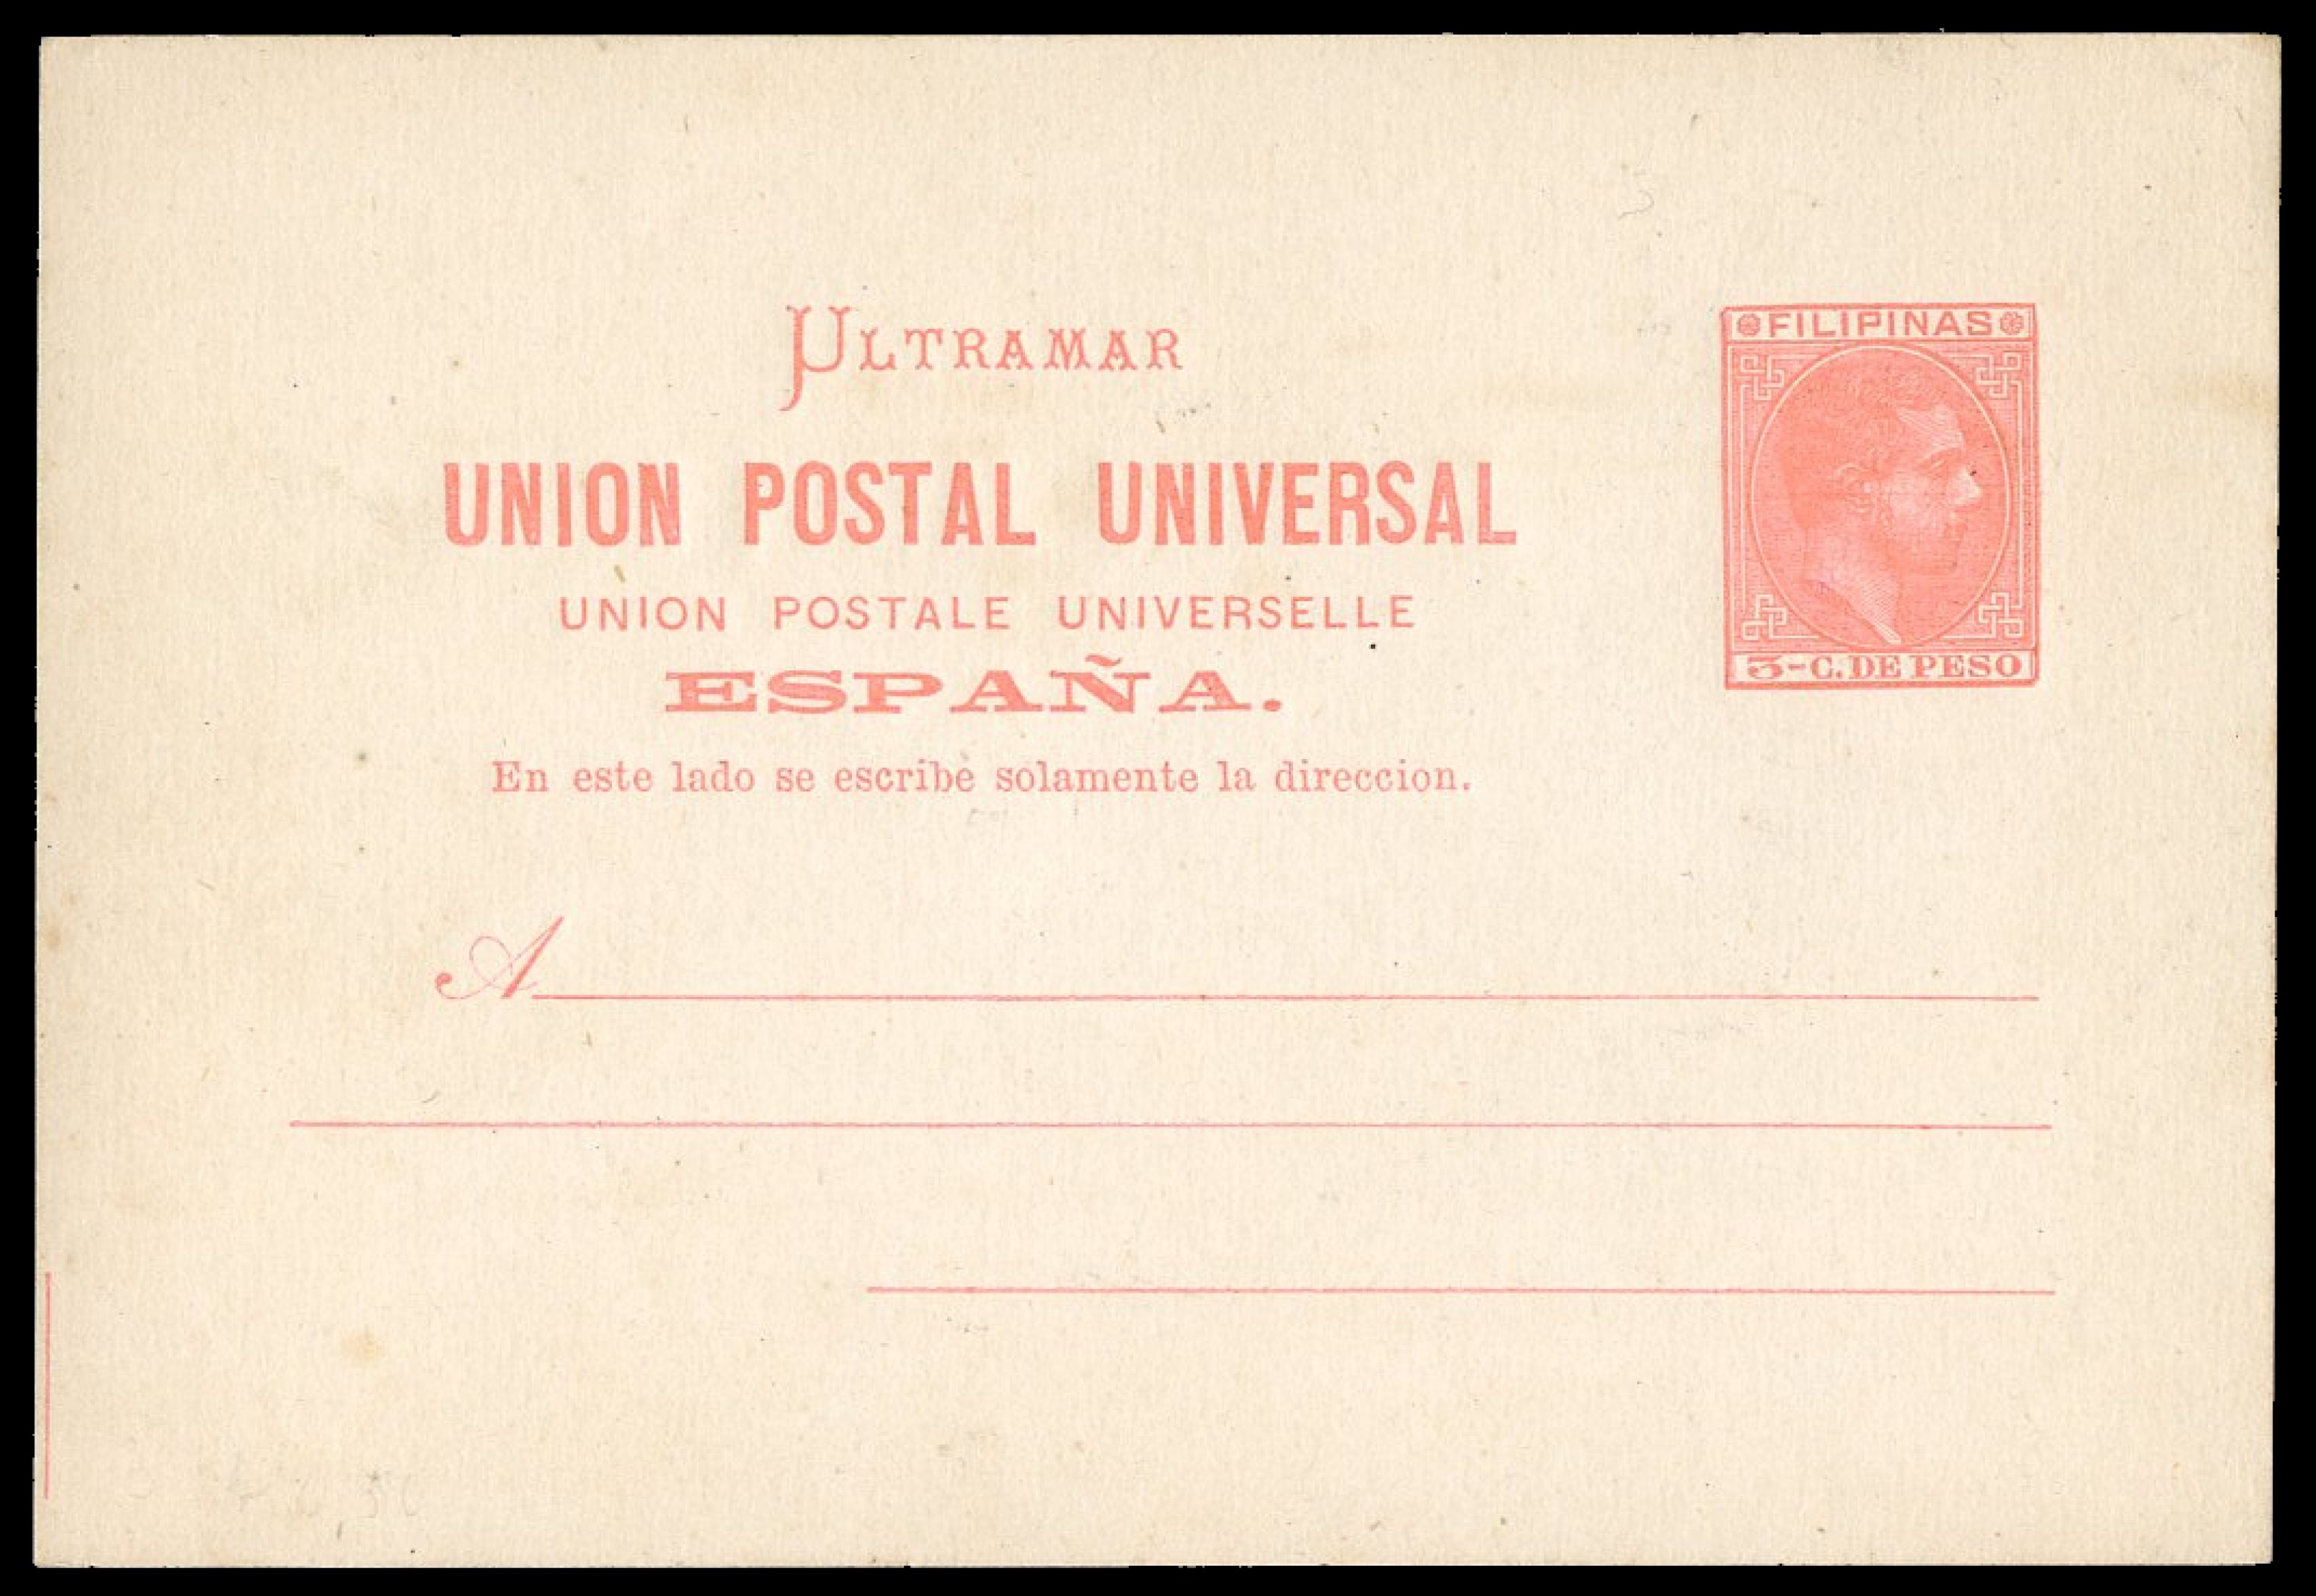 ULTRAMAR
FILIPINAS
UNION POSTAL UNIVERSAL
UNION POSTALE UNIVERSELLE
ESPAÑA.
3-C. DE PESO
En este lado se escribe solamente la direccion.
A